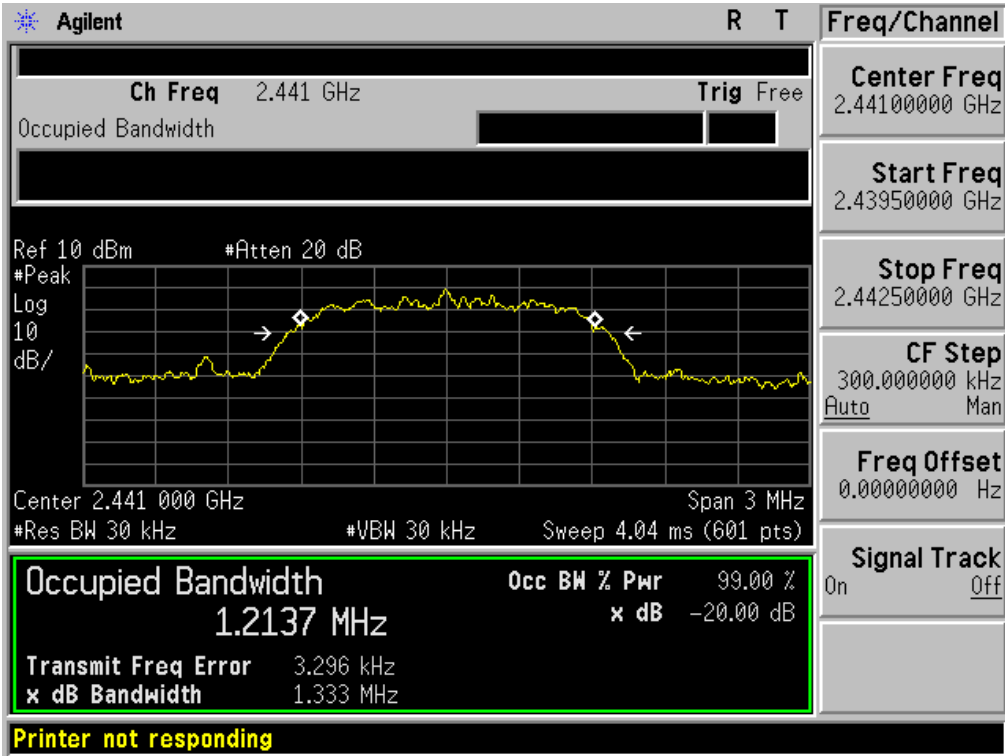 Agilent R T
Ch Freq 2.441 GHz Trig Free
Occupied Bandwidth
Ref 10 dBm #Atten 20 dB
#Peak
Log
10
dB/
Center 2.441 000 GHz Span 3 MHz
#Res BW 30 kHz #VBW 30 kHz Sweep 4.04 ms (601 pts)
Occupied Bandwidth Occ BW % Pwr 99.00 %
1.2137 MHz x dB -20.00 dB
Transmit Freq Error 3.296 kHz
x dB Bandwidth 1.333 MHz
Printer not responding
Freq/Channel
Center Freq
2.44100000 GHz
Start Freq
2.43950000 GHz
Stop Freq
2.44250000 GHz
CF Step
300.000000 kHz
Auto Man
Freq Offset
0.00000000 Hz
Signal Track
On Off